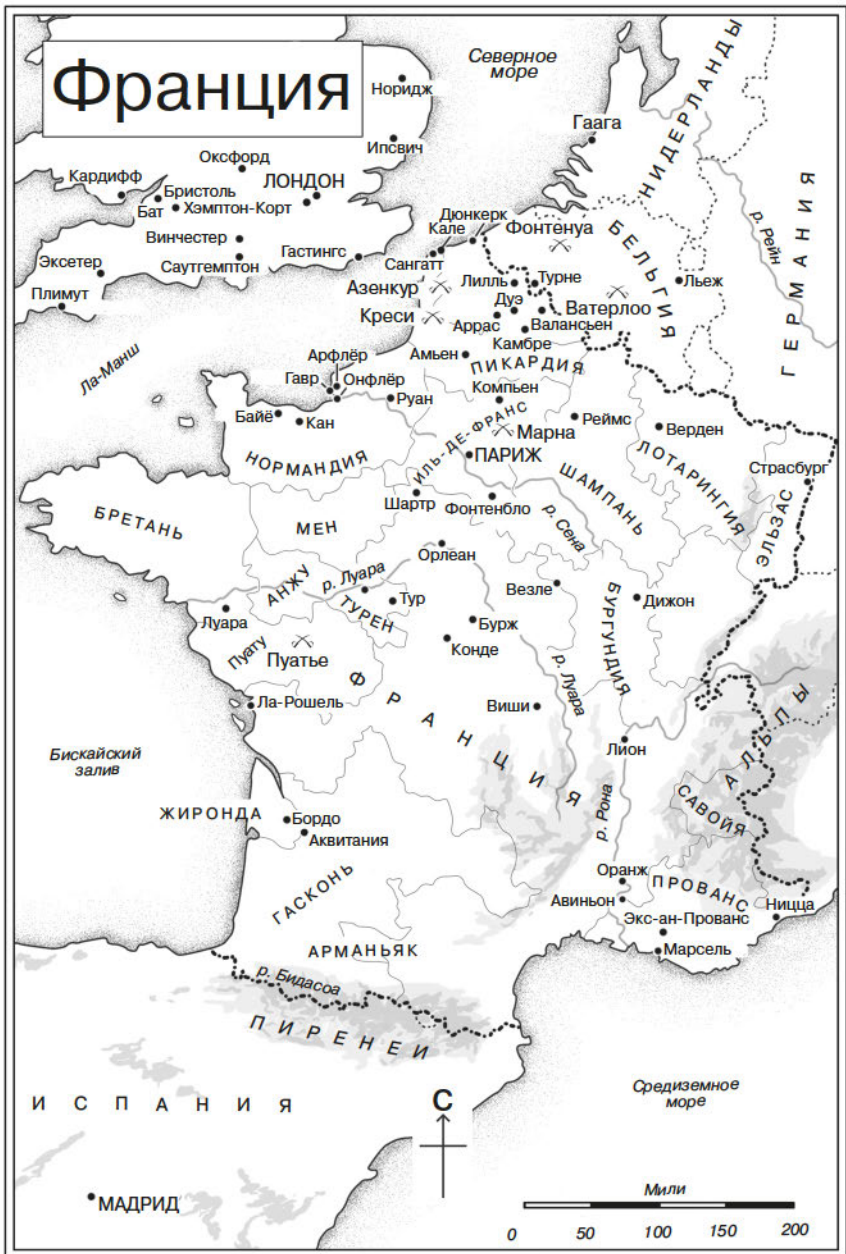 Франция
Северное
море
Норидж
Гаага
НИДЕРЛАНДЫ
Ипсвич
Оксфорд
Кардифф
Бристоль
ЛОНДОН
Бат
Хэмптон-Корт
ГЕРМАНИЯ
р. Рейн
Дюнкерк
Кале
Фонтенуа
БЕЛЬГИЯ
Винчестер
Гастингс
Сангатт
Эксетер
Саутгемптон
Азенкур
Лилль
Турне
Льеж
Плимут
Дуэ
Ватерлоо
Креси
Аррас
Валансьен
Камбре
Ла-Манш
Амьен
ПИКАРДИЯ
Арфлёр
Гавр
Онфлёр
Компьен
Руан
Байё
Кан
Реймс
Верден
ИЛЬ-ДЕ-ФРАНС
Марна
НОРМАНДИЯ
ПАРИЖ
ШАМПАНЬ
ЛОТАРИНГИЯ
Страсбург
БРЕТАНЬ
МЕН
Шартр
Фонтенбло
р. Сена
ЭЛЬЗАС
Орлеан
АНЖУ
р. Луара
Везле
БУРГУНДИЯ
Дижон
Луара
ТУРЕН
Тур
Бурж
Пуату
Пуатье
Конде
р. Луара
ФРАНЦИЯ
Ла-Рошель
Виши
Лион
АЛЬПЫ
Бискайский
залив
САВОЙЯ
р. Рона
ЖИРОНДА
Бордо
Аквитания
Оранж
ПРОВАНС
ГАСКОНЬ
Авиньон
Ницца
Экс-ан-Прованс
АРМАНЬЯК
Марсель
р. Бидасоа
ПИРЕНЕИ
Средиземное
море
ИСПАНИЯ
С
МАДРИД
Мили
0 50 100 150 200